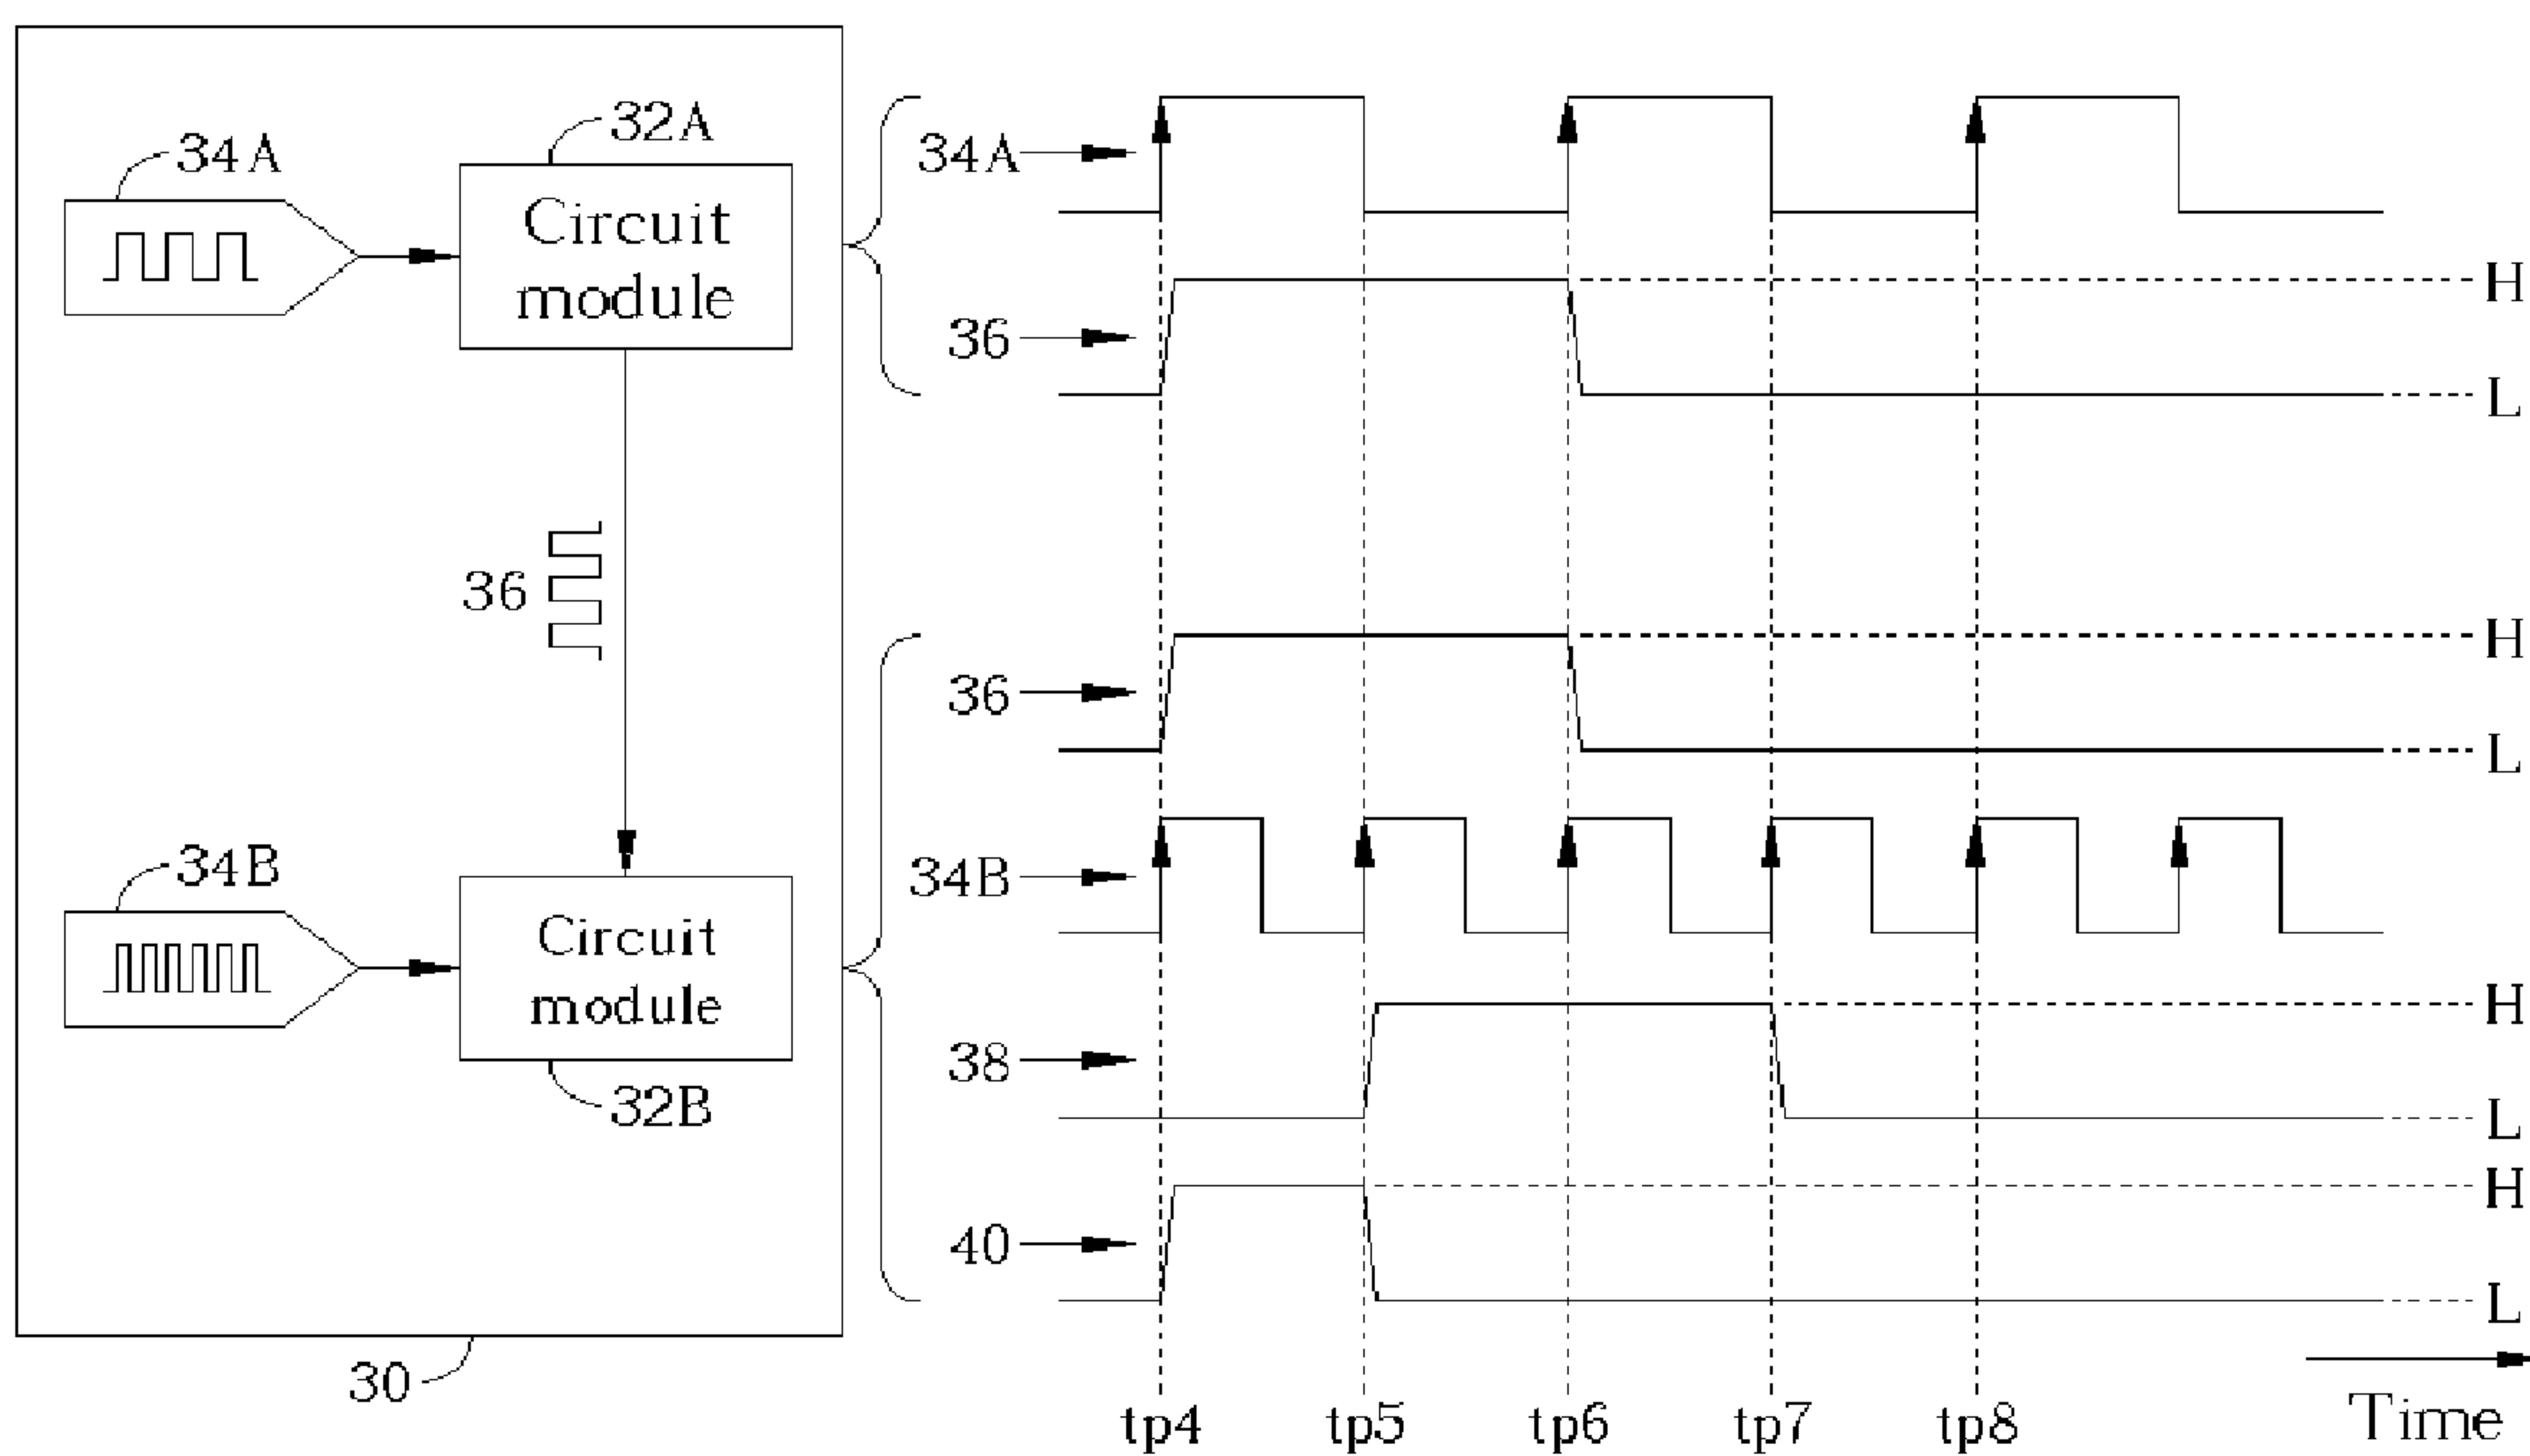 34A
32A
Circuit
module
36
34B
Circuit
module
32B
30
34A
36
H
L
36
H
L
34B
38
H
L
40
H
L
tp4 tp5 tp6 tp7 tp8 Time